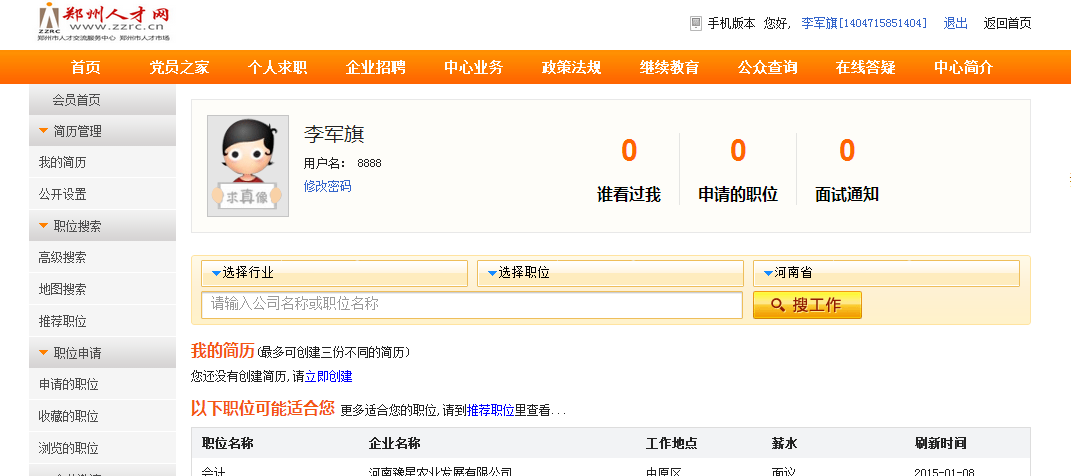 郑州人才网
www.zzrc.cn
ZZRC
郑州市人才交流服务中心 郑州市人才市场
手机版本 您好, 李军旗[1404715851404] 退出 返回首页
首页 党员之家 个人求职 企业招聘 中心业务 政策法规 继续教育 公众查询 在线答疑 中心简介
会员首页
简历管理
我的简历
公开设置
职位搜索
高级搜索
地图搜索
推荐职位
职位申请
申请的职位
收藏的职位
浏览的职位
求真像
李军旗
用户名: 8888
修改密码
0 0 0
谁看过我 申请的职位 面试通知
选择行业 选择职位 河南省
请输入公司名称或职位名称 搜工作
我的简历(最多可创建三份不同的简历)
您还没有创建简历,请立即创建
以下职位可能适合您 更多适合您的职位,请到推荐职位里查看...
职位名称 企业名称 工作地点 薪水 刷新时间
会计 河南豫星农业发展有限公司 中原区 面议 2015-01-08